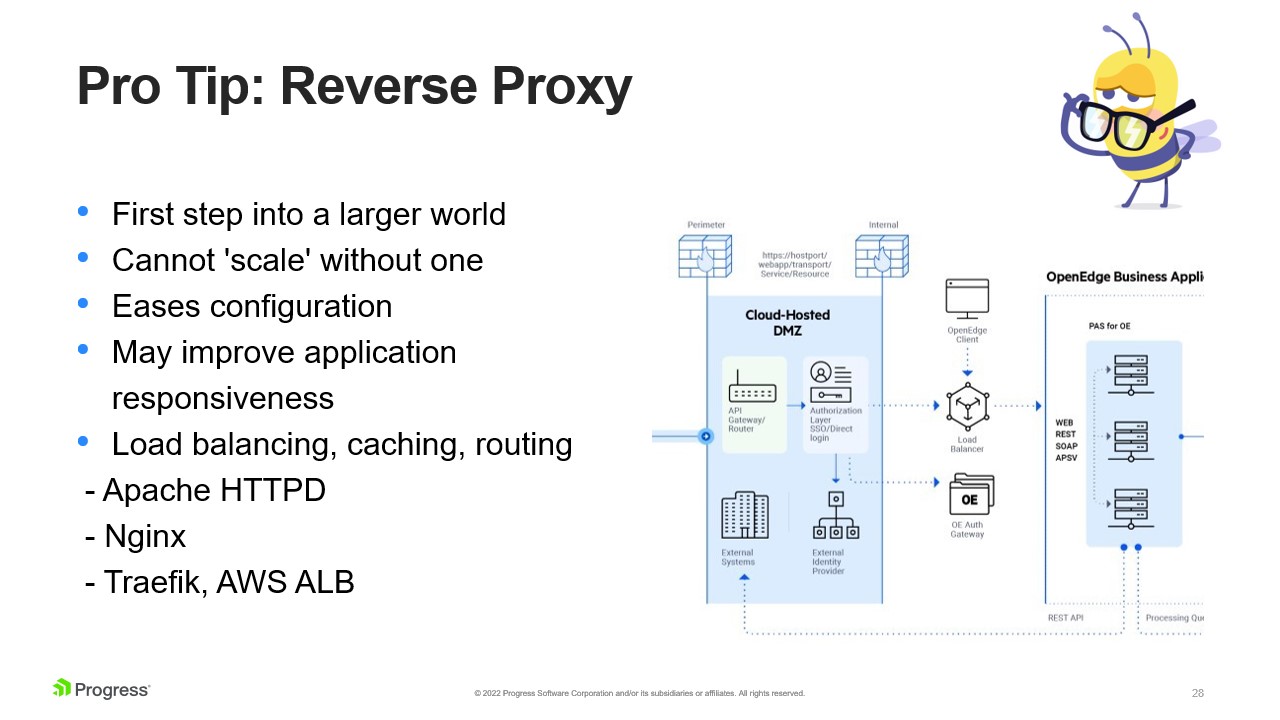 Pro Tip: Reverse Proxy
• First step into a larger world
• Cannot 'scale' without one
• Eases configuration
• May improve application
responsiveness
• Load balancing, caching, routing
- Apache HTTPD
- Nginx
- Traefik, AWS ALB
Perimeter
https://hostport/
webapp/transport/
Service/Resource
Internal
Cloud-Hosted
DMZ
API
Gateway/
Router
Authorization
Layer
SSO/Direct
login
External
Systems
External
Identity
Provider
OpenEdge
Client
Load
Balancer
OE
OE Auth
Gateway
OpenEdge Business Appli
PAS for OE
WEB
REST
SOAP
APSV
REST API
Processing Qu
Progress
© 2022 Progress Software Corporation and/or its subsidiaries or affiliates. All rights reserved.
28